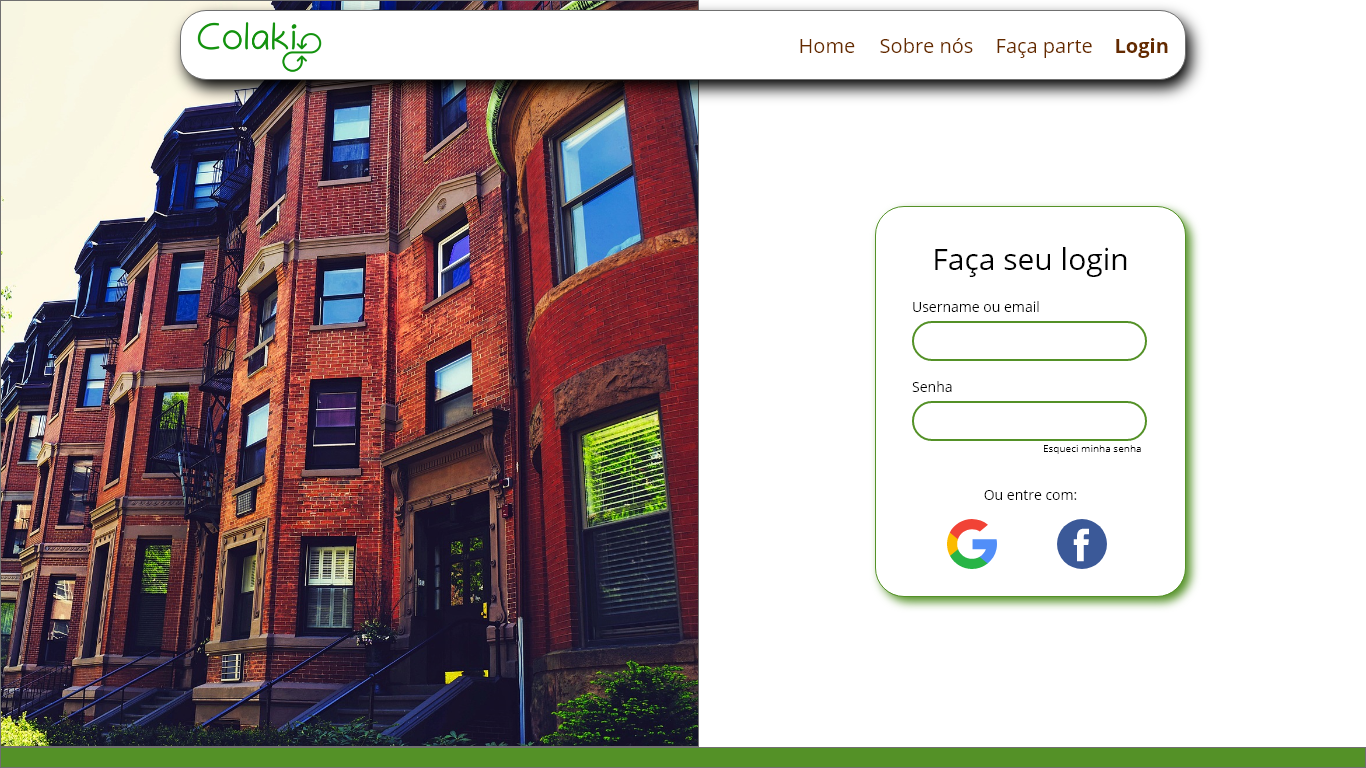 Colaki
Home Sobre nós Faça parte Login
Faça seu login
Username ou email
Senha
Esqueci minha senha
Ou entre com: